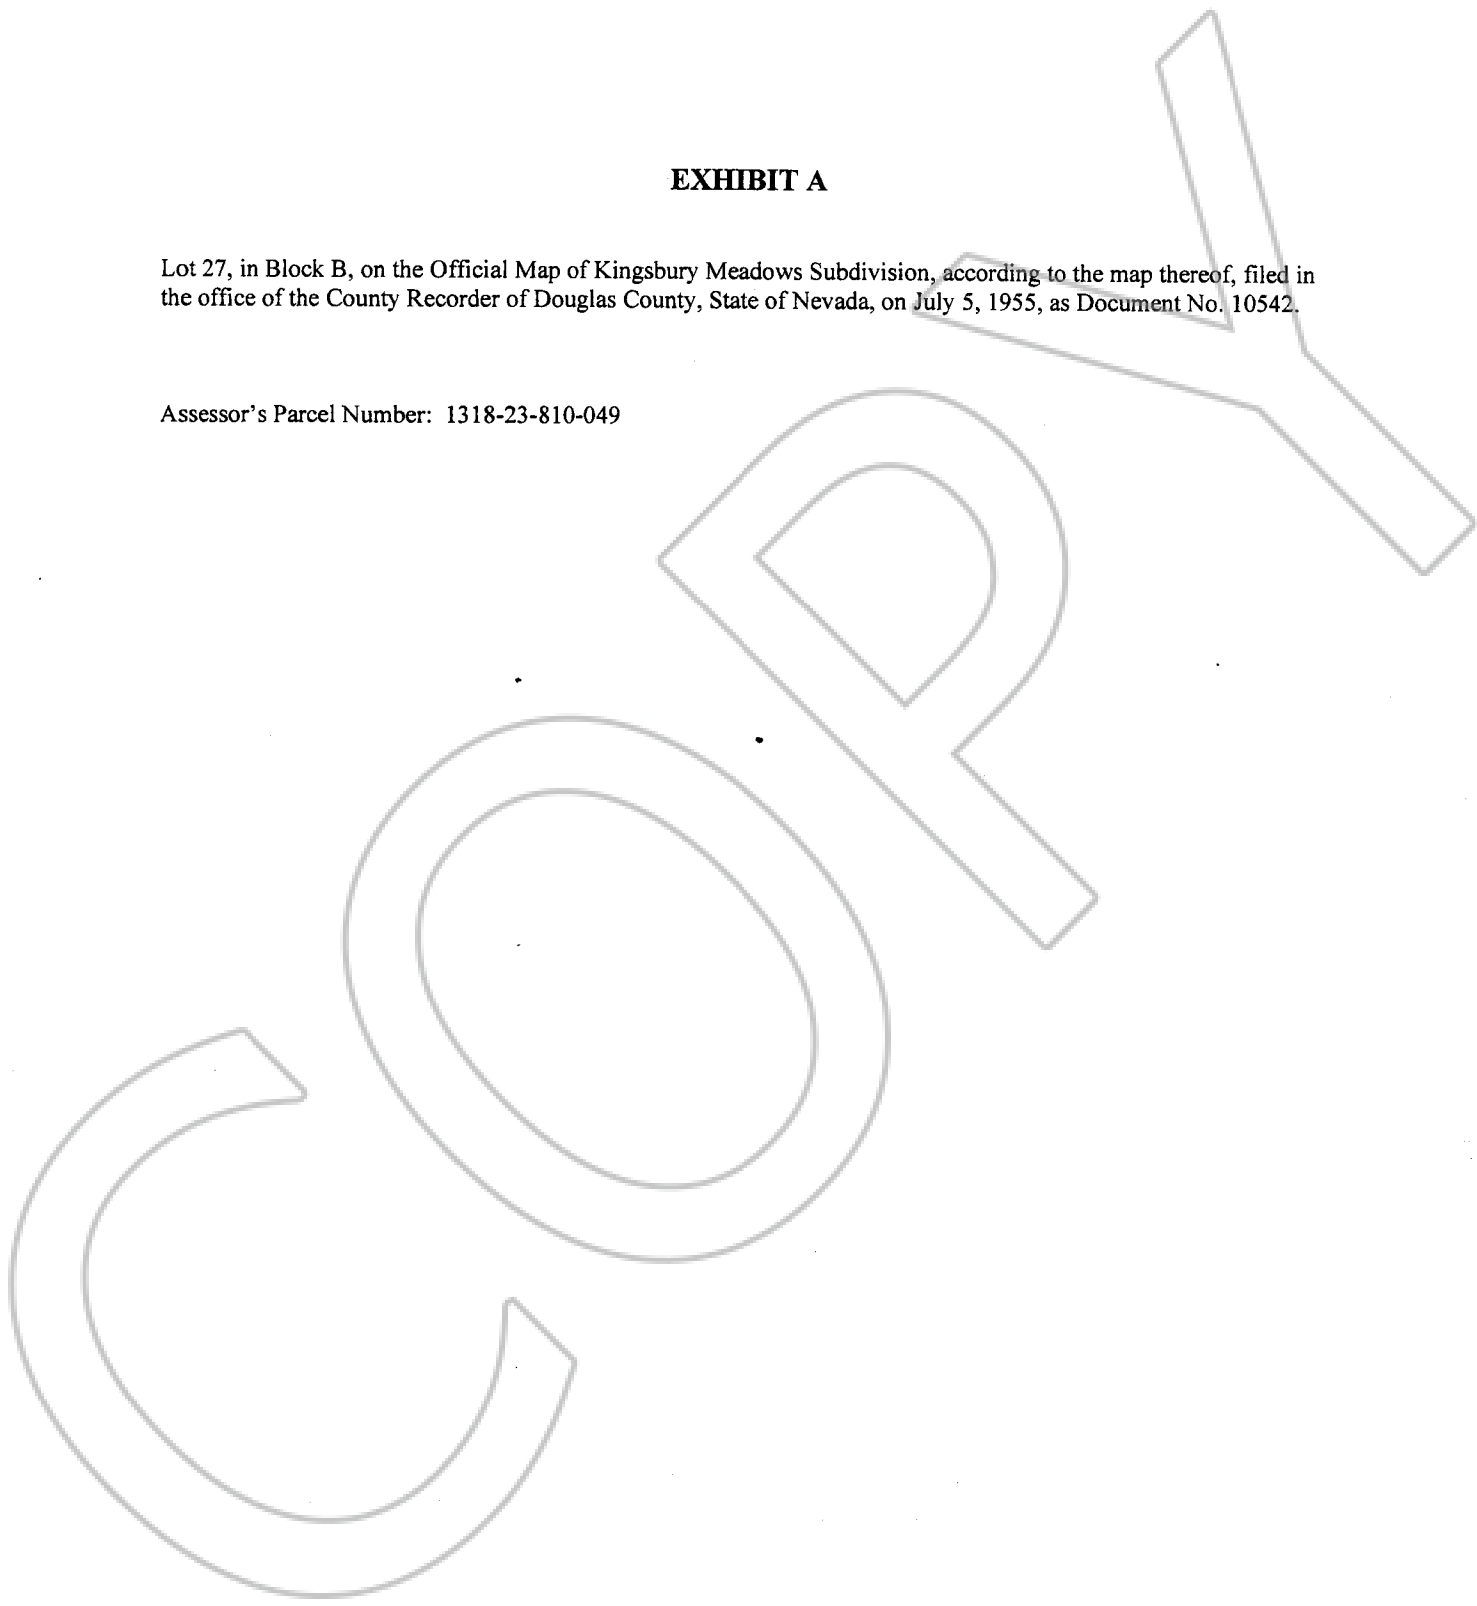 EXHIBIT A
Lot 27, in Block B, on the Official Map of Kingsbury Meadows Subdivision, according to the map thereof, filed in
the office of the County Recorder of Douglas County, State of Nevada, on July 5, 1955, as Document No. 10542.
Assessor's Parcel Number: 1318-23-810-049
COPY